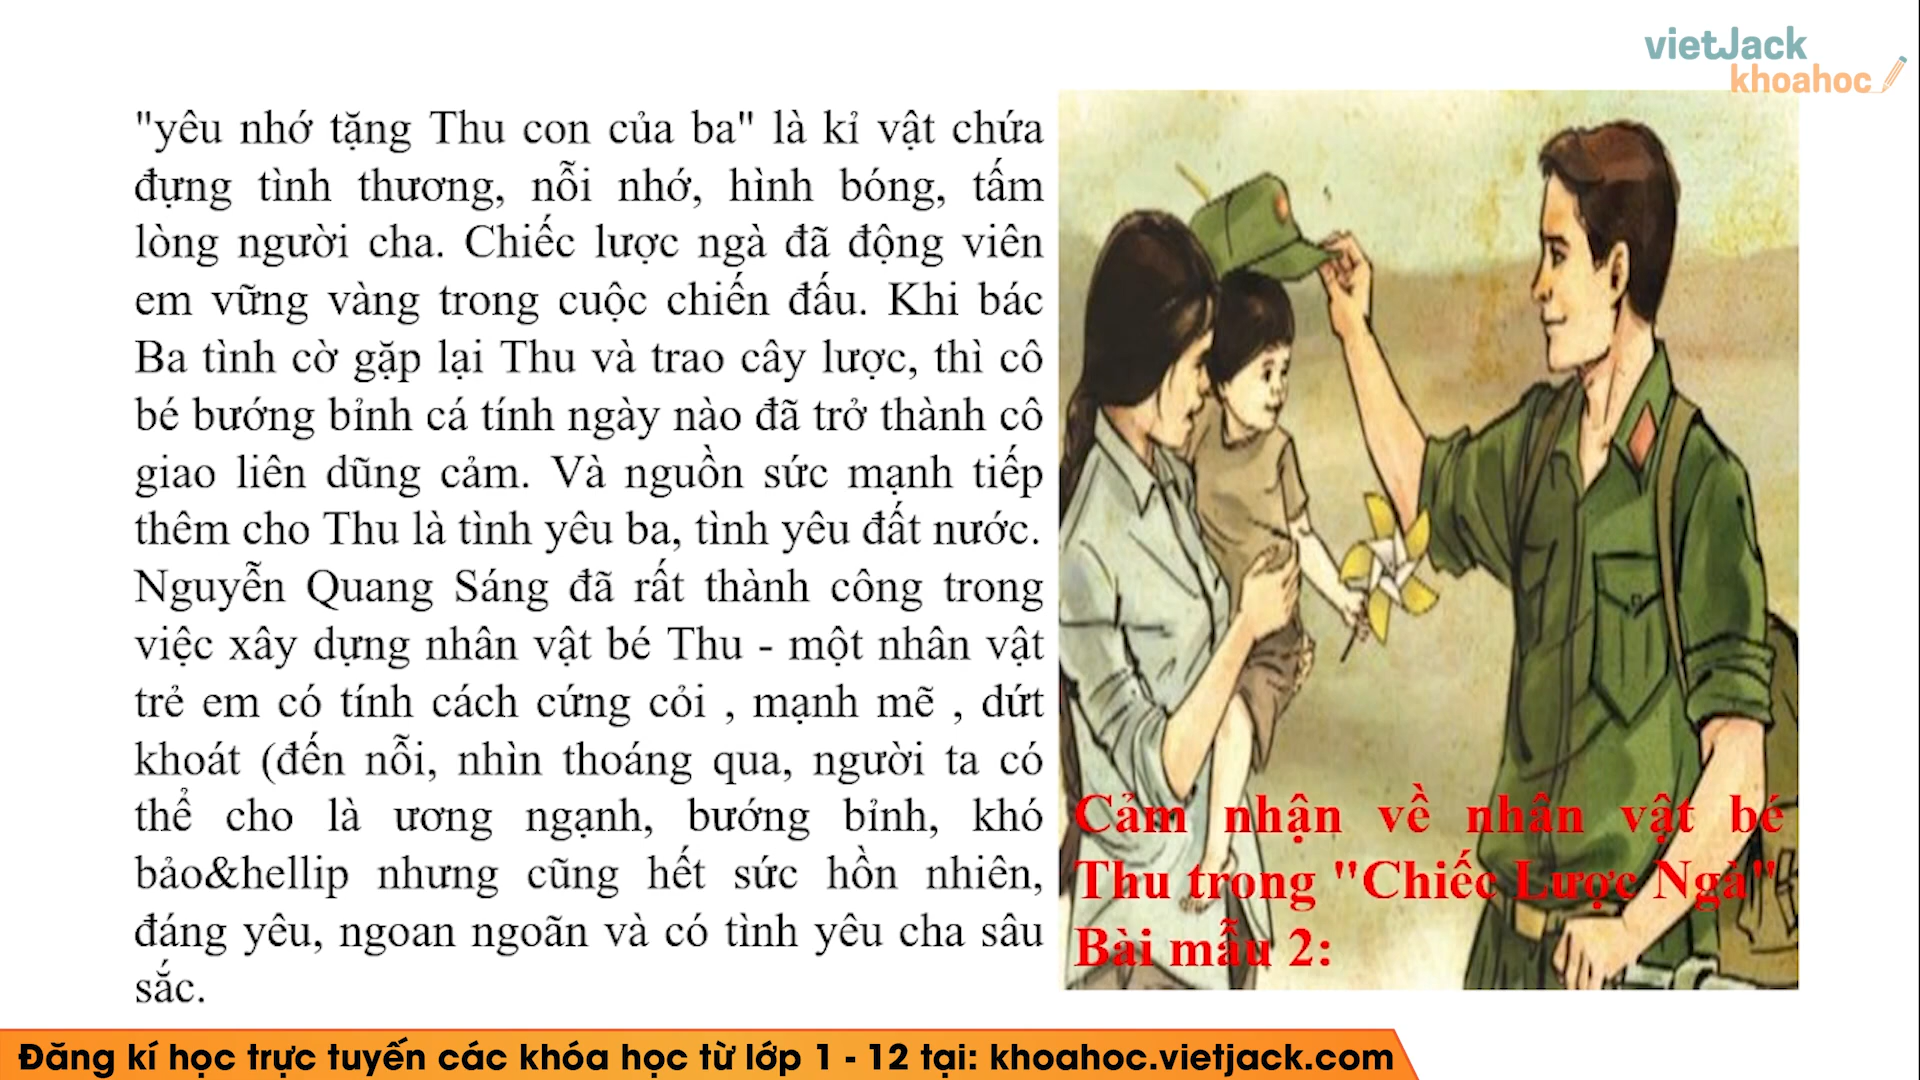 vietJack
khoahoc
"yêu nhớ tặng Thu con của ba" là kỉ vật chứa
đựng tình thương, nỗi nhớ, hình bóng, tấm
lòng người cha. Chiếc lược ngà đã động viên
em vững vàng trong cuộc chiến đấu. Khi bác
Ba tình cờ gặp lại Thu và trao cây lược, thì cô
bé bướng bỉnh cá tính ngày nào đã trở thành cô
giao liên dũng cảm. Và nguồn sức mạnh tiếp
thêm cho Thu là tình yêu ba, tình yêu đất nước.
Nguyễn Quang Sáng đã rất thành công trong
việc xây dựng nhân vật bé Thu - một nhân vật
trẻ em có tính cách cứng cỏi , mạnh mẽ , dứt
khoát (đến nỗi, nhìn thoáng qua, người ta có
thể cho là ương ngạnh, bướng bỉnh, khó
bảo&hellip nhưng cũng hết sức hồn nhiên,
đáng yêu, ngoan ngoãn và có tình yêu cha sâu
sắc.
Cảm nhận về nhân vật bé
Thu trong "Chiếc Lược Ngà"
Bài mẫu 2:
Đăng kí học trực tuyến các khóa học từ lớp 1 - 12 tại: khoahoc.vietjack.com